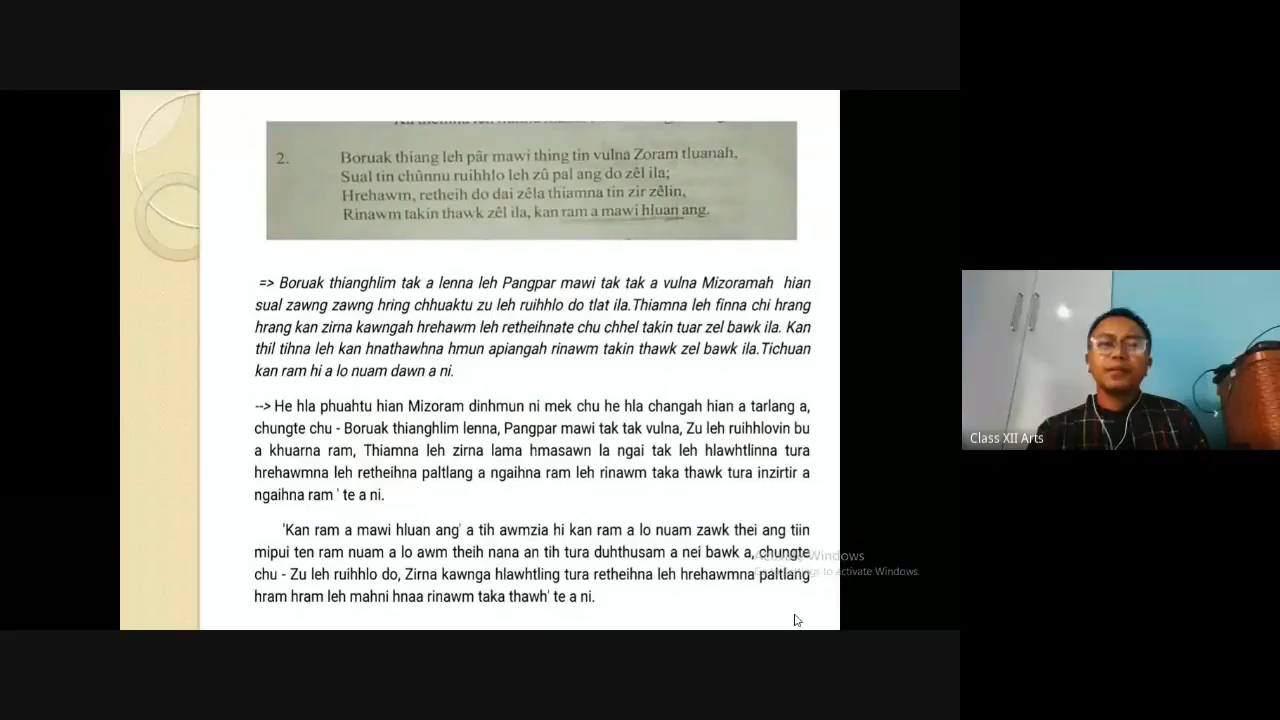 2.
Boruak thiang leh pâr mawi thing tin vulna Zoram tluanah,
Sual tin chûnnu ruihhlo leh zû pal ang do zêl ila;
Hrehawm, retheih do dai zêla thiamna tin zir zêlin,
Rinawm takin thawk zêl ila, kan ram a mawi hluan ang.
=> Boruak thianghlim tak a lenna leh Pangpar mawi tak tak a vulna Mizoramah hian
sual zawng zawng hring chhuaktu zu leh ruihhlo do tlat ila.Thiamna leh finna chi hrang
hrang kan zirna kawngah hrehawm leh retheihnate chu chhel takin tuar zel bawk ila. Kan
thil tihna leh kan hnathawhna hmun apiangah rinawm takin thawk zel bawk ila.Tichuan
kan ram hi a lo nuam dawn a ni.
--> He hla phuahtu hian Mizoram dinhmun ni mek chu he hla changah hian a tarlang a,
chungte chu - Boruak thianghlim lenna, Pangpar mawi tak tak vulna, Zu leh ruihhlovin bu
a khuarna ram, Thiamna leh zirna lama hmasawn la ngai tak leh hlawhtlinna tura
hrehawmna leh retheihna paltlang a ngaihna ram leh rinawm taka thawk tura inzirtir a
ngaihna ram ' te a ni.
'Kan ram a mawi hluan ang' a tih awmzia hi kan ram a lo nuam zawk thei ang tiin
mipui ten ram nuam a lo awm theih nana an tih tura duhthusam a nei bawk a, chungte
chu - Zu leh ruihhlo do, Zirna kawnga hlawhtling tura retheihna leh hrehawmna paltlang
hram hram leh mahni hnaa rinawm taka thawh' te a ni.
Windows
to activate Windows.
Class XII Arts